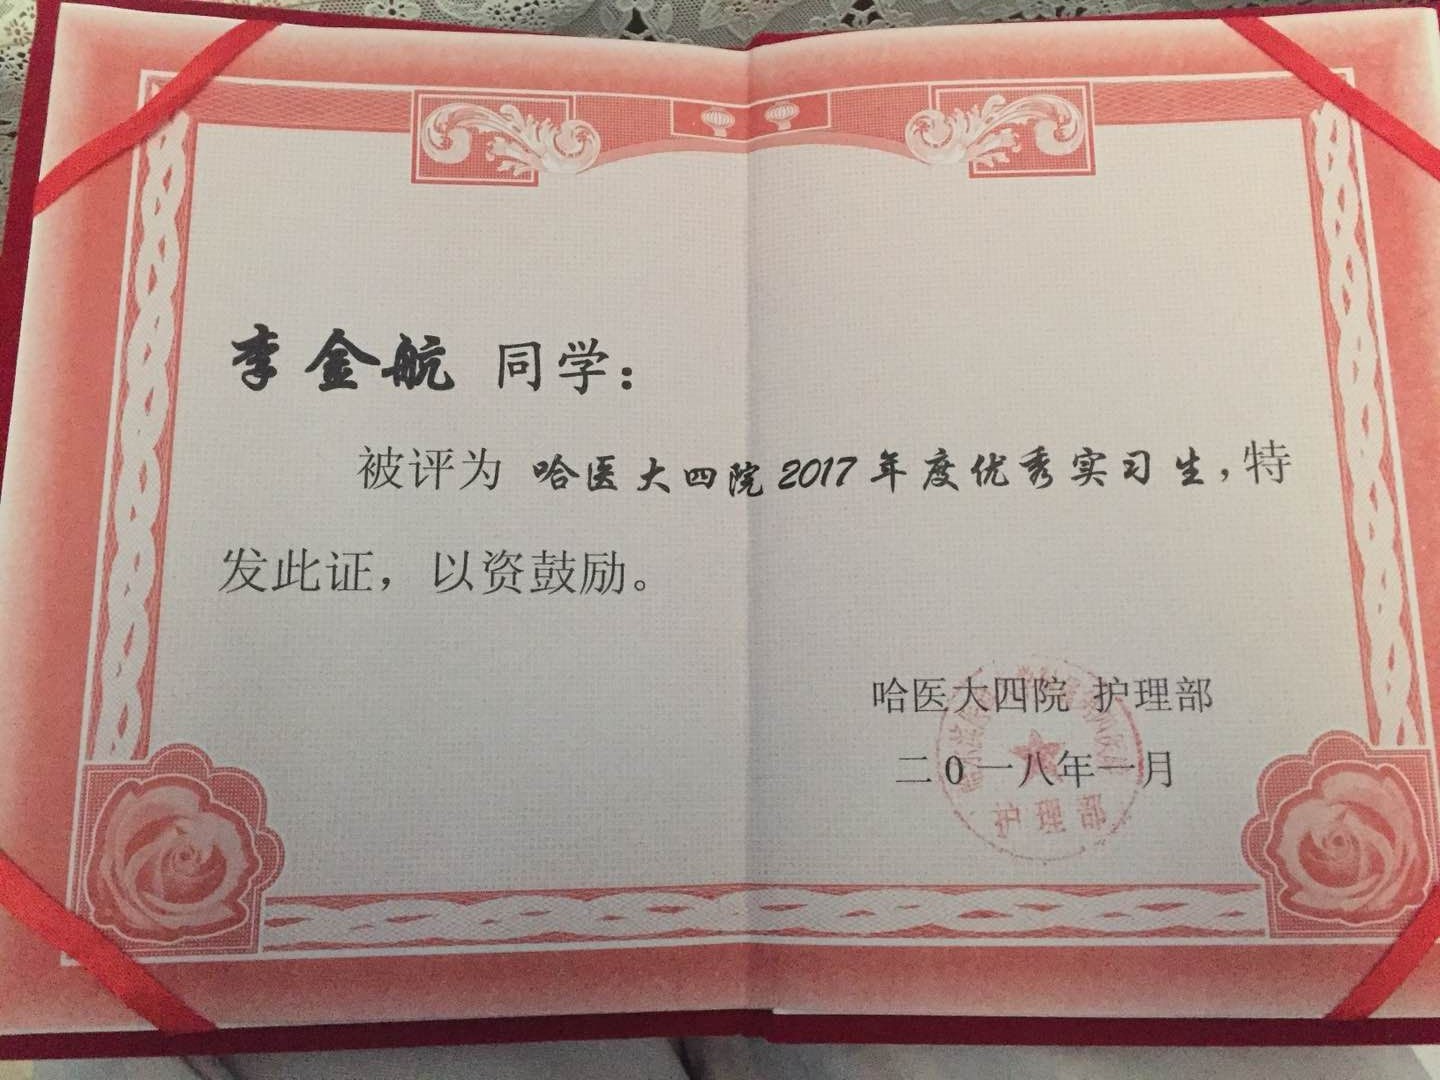 李金航 同学：
被评为 哈医大四院2017年度优秀实习生，特
发此证，以资鼓励。
哈医大四院 护理部
二0一八年一月
护理部